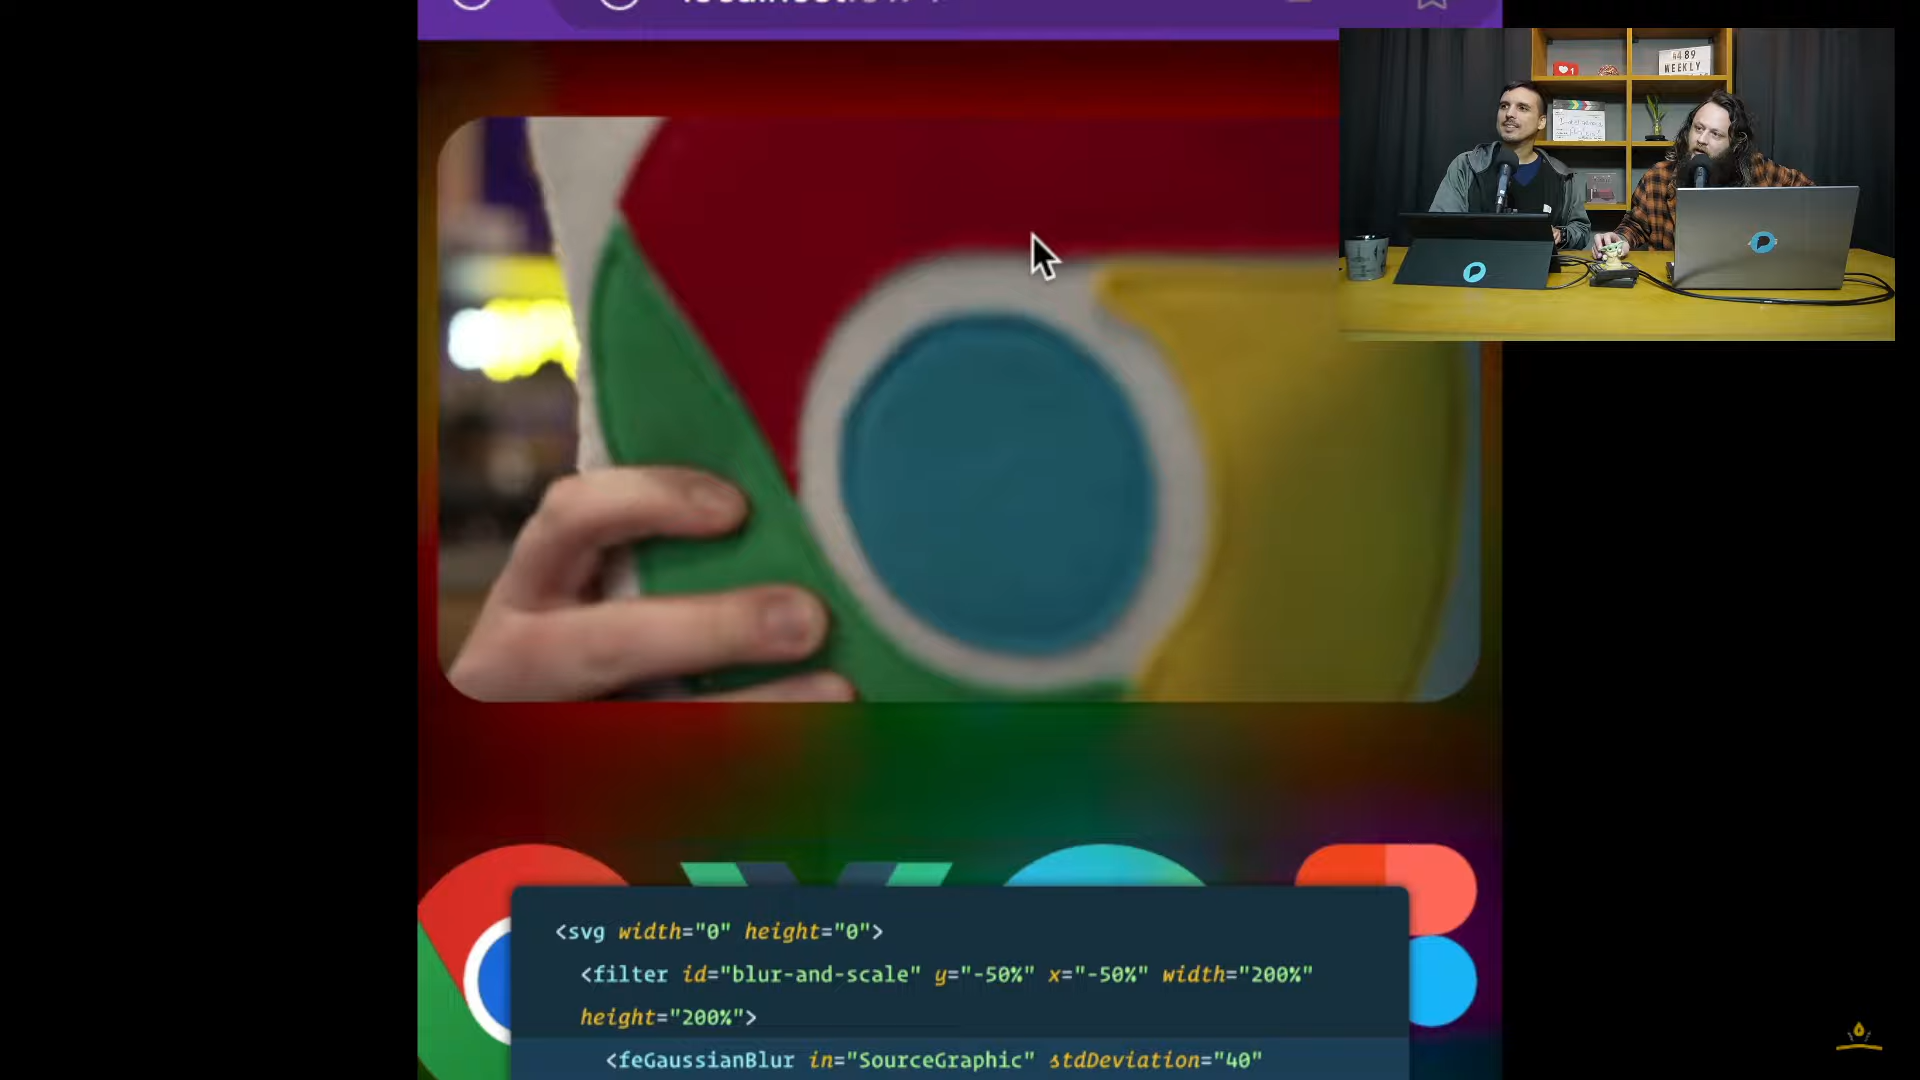 #489
WEEKLY
<svg width="0" height="0">
<filter id="blur-and-scale" y="-50%" x="-50%" width="200%"
height="200%">
<feGaussianBlur in="SourceGraphic" stdDeviation="40"